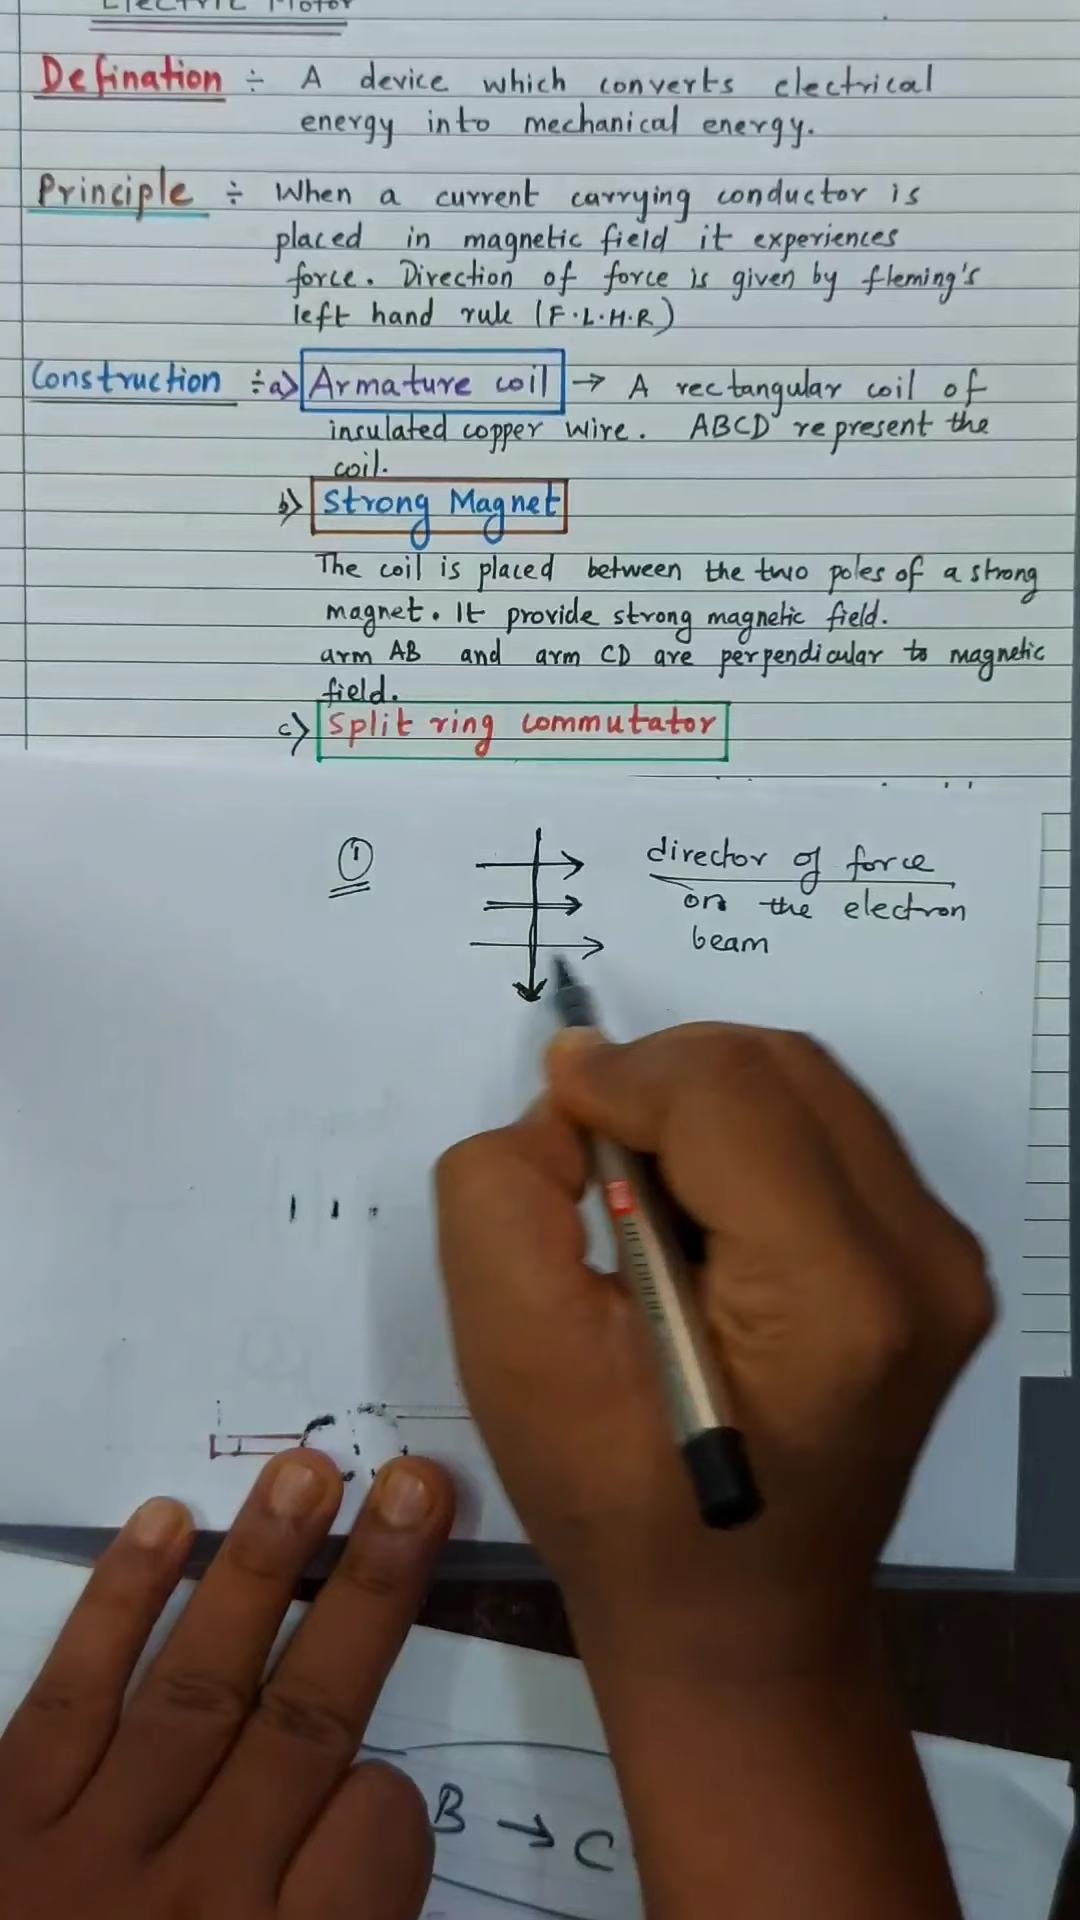 Electric Motor
Defination ÷ A device which converts electrical
energy into mechanical energy.
Principle ÷ When a current carrying conductor is
placed in magnetic field it experiences
force. Direction of force is given by fleming's
left hand rule (F.L.H.R)
Construction ÷ a) Armature coil → A rectangular coil of
insulated copper wire. ABCD represent the
coil.
b) Strong Magnet
The coil is placed between the two poles of a strong
magnet. It provide strong magnetic field.
arm AB and arm CD are perpendicular to magnetic
field.
c) Split ring commutator
① director of force
on the electron
beam
B → C